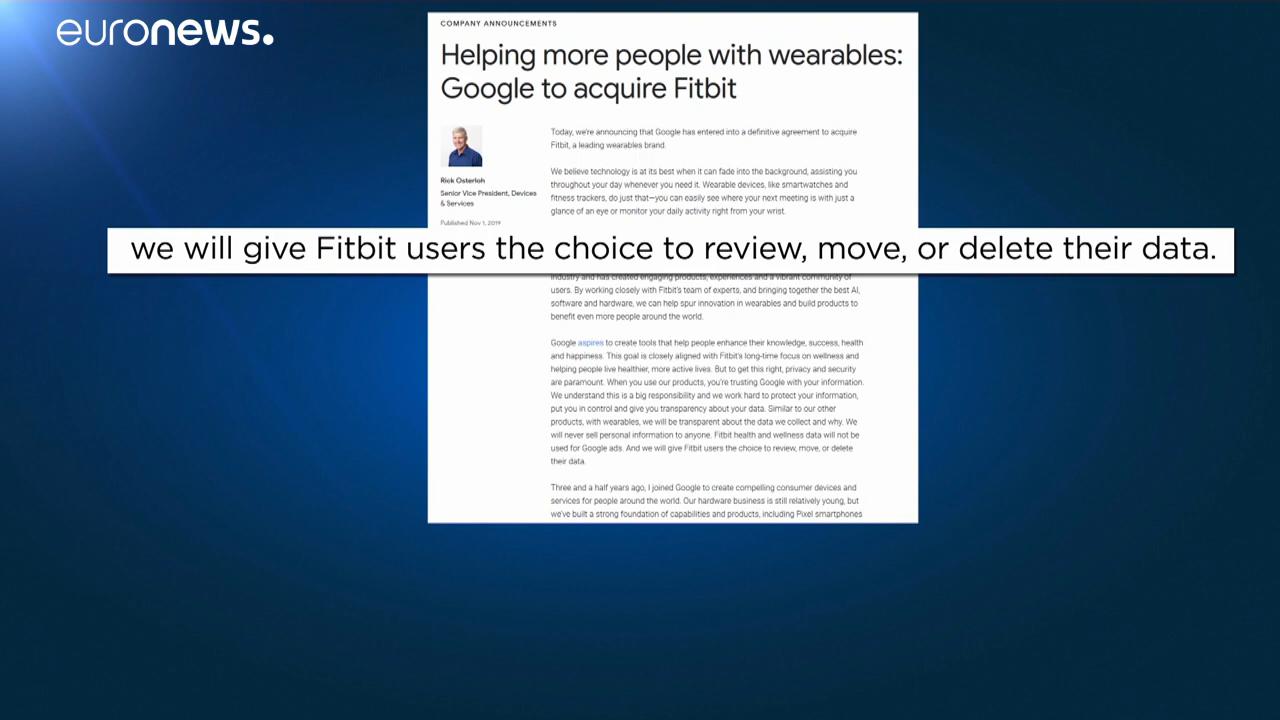 euronews.
COMPANY ANNOUNCEMENTS
Helping more people with wearables:
Google to acquire Fitbit
Rick Osterloh
Senior Vice President, Devices
& Services
Published Nov 1, 2019
Today, we're announcing that Google has entered into a definitive agreement to acquire
Fitbit, a leading wearables brand.
We believe technology is at its best when it can fade into the background, assisting you
throughout your day whenever you need it. Wearable devices, like smartwatches and
fitness trackers, do just that—you can easily see where your next meeting is with just a
glance of an eye or monitor your daily activity right from your wrist.
we will give Fitbit users the choice to review, move, or delete their data.
industry and has created engaging products, experiences and a vibrant community of
users. By working closely with Fitbit's team of experts, and bringing together the best AI,
software and hardware, we can help spur innovation in wearables and build products to
benefit even more people around the world.
Google aspires to create tools that help people enhance their knowledge, success, health
and happiness. This goal is closely aligned with Fitbit's long-time focus on wellness and
helping people live healthier, more active lives. But to get this right, privacy and security
are paramount. When you use our products, you're trusting Google with your information.
We understand this is a big responsibility and we work hard to protect your information,
put you in control and give you transparency about your data. Similar to our other
products, with wearables, we will be transparent about the data we collect and why. We
will never sell personal information to anyone. Fitbit health and wellness data will not be
used for Google ads. And we will give Fitbit users the choice to review, move, or delete
their data.
Three and a half years ago, I joined Google to create compelling consumer devices and
services for people around the world. Our hardware business is still relatively young, but
we've built a strong foundation of capabilities and products, including Pixel smartphones